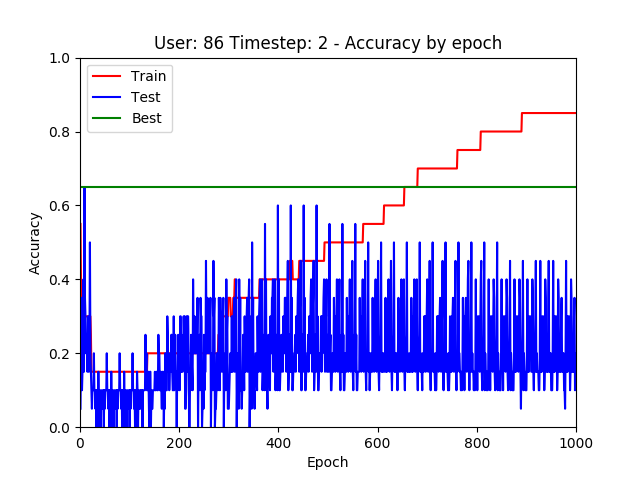 User: 86 Timestep: 2 - Accuracy by epoch
Train
Test
Best
Accuracy
1.0
0.8
0.6
0.4
0.2
0.0
0 200 400 600 800 1000
Epoch